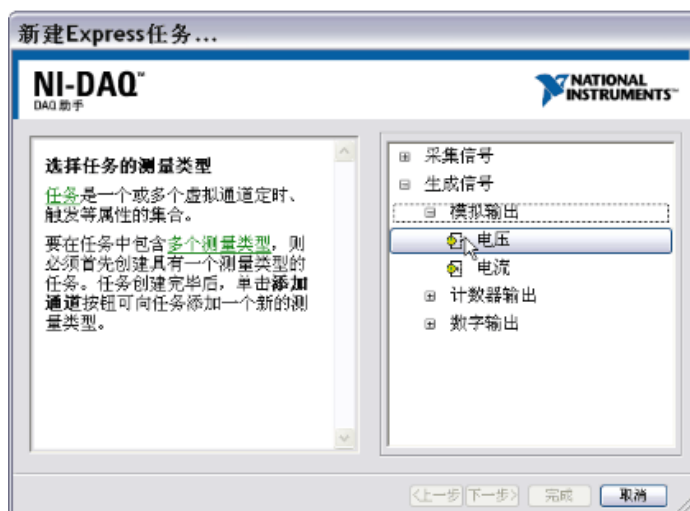 新建Express任务...
NI-DAQ™
DAQ 助手
NATIONAL
INSTRUMENTS™
选择任务的测量类型
任务是一个或多个虚拟通道定时、
触发等属性的集合。
要在任务中包含多个测量类型，则
必须首先创建具有一个测量类型的
任务。任务创建完毕后，单击添加
通道按钮可向任务添加一个新的测
量类型。
采集信号
生成信号
模拟输出
电压
电流
计数器输出
数字输出
<上一步 下一步> 完成 取消